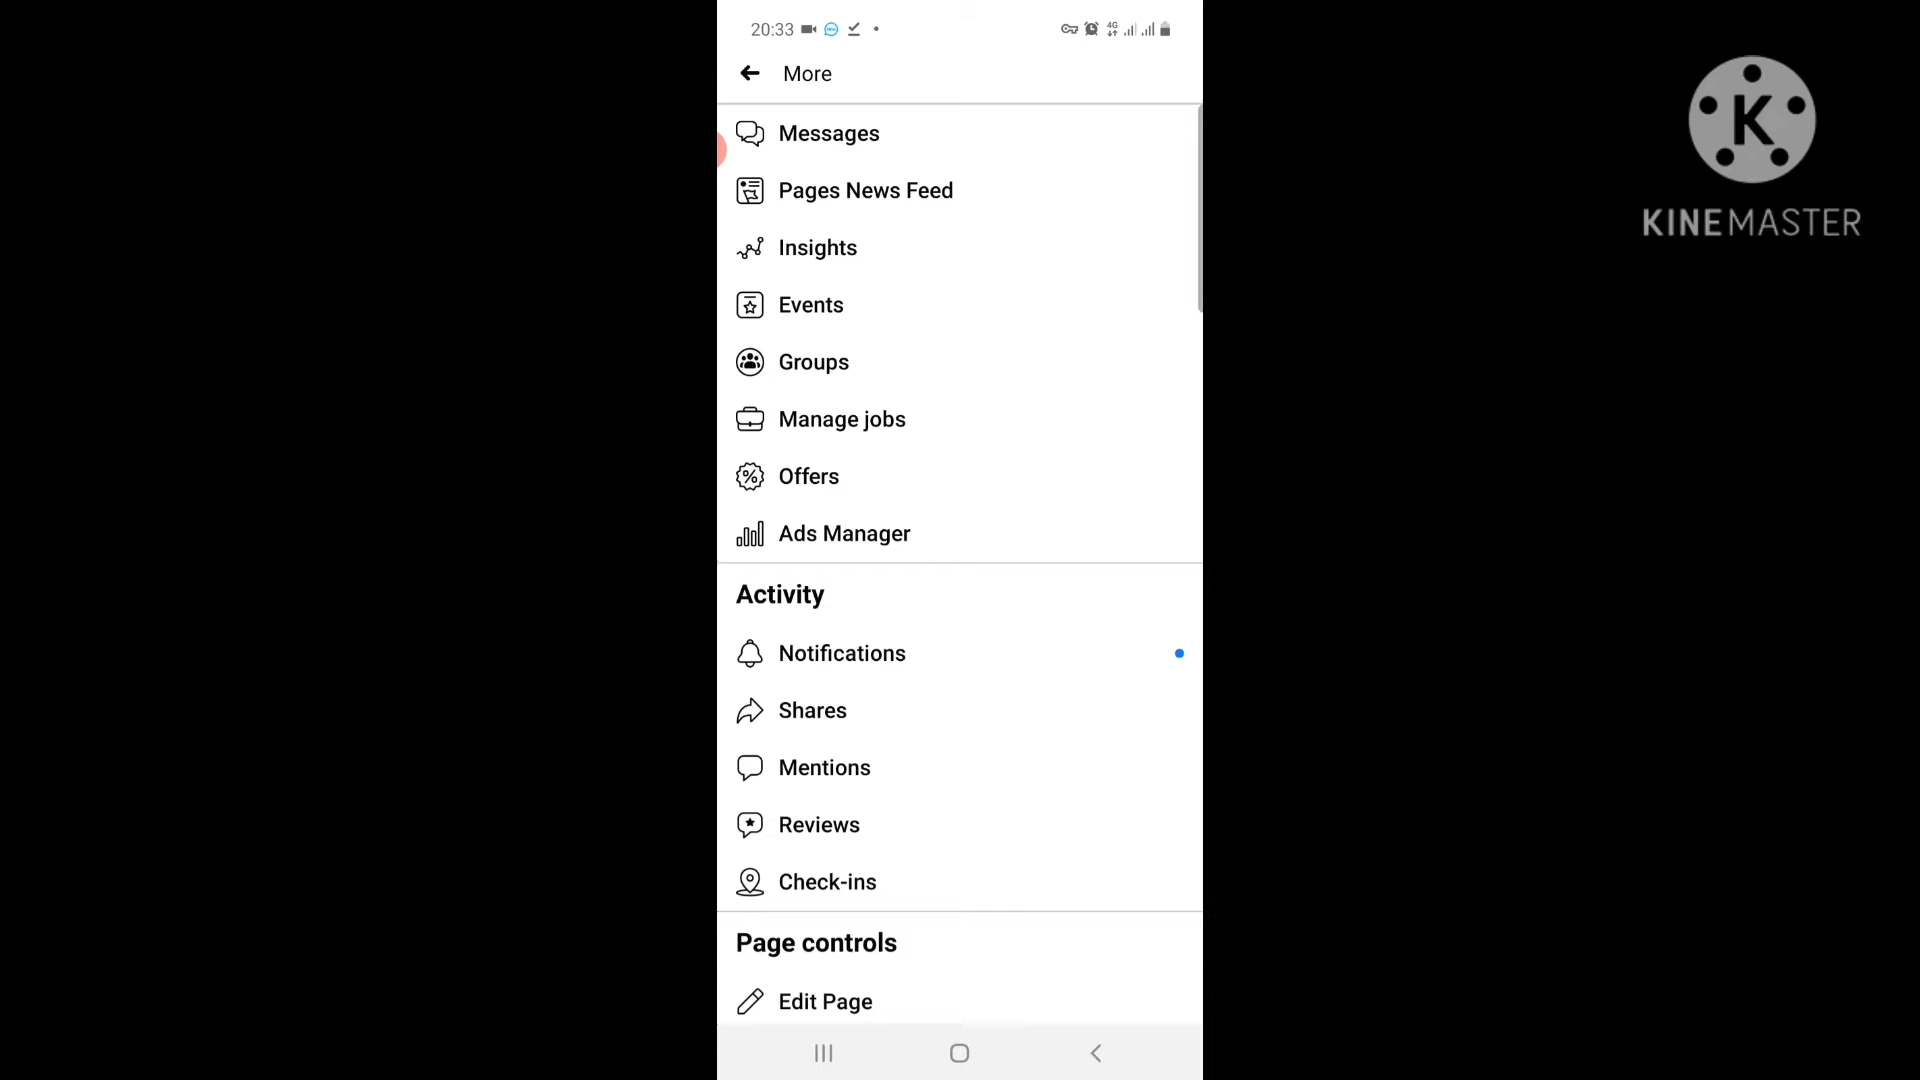 20:33
4G
More
Messages
Pages News Feed
Insights
Events
Groups
Manage jobs
Offers
Ads Manager
Activity
Notifications
Shares
Mentions
Reviews
Check-ins
Page controls
Edit Page
K
KINEMASTER